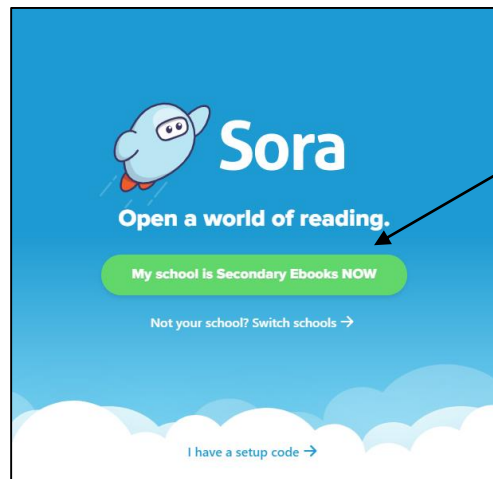 Sora
Open a world of reading.
My school is Secondary Ebooks NOW
Not your school? Switch schools →
I have a setup code →